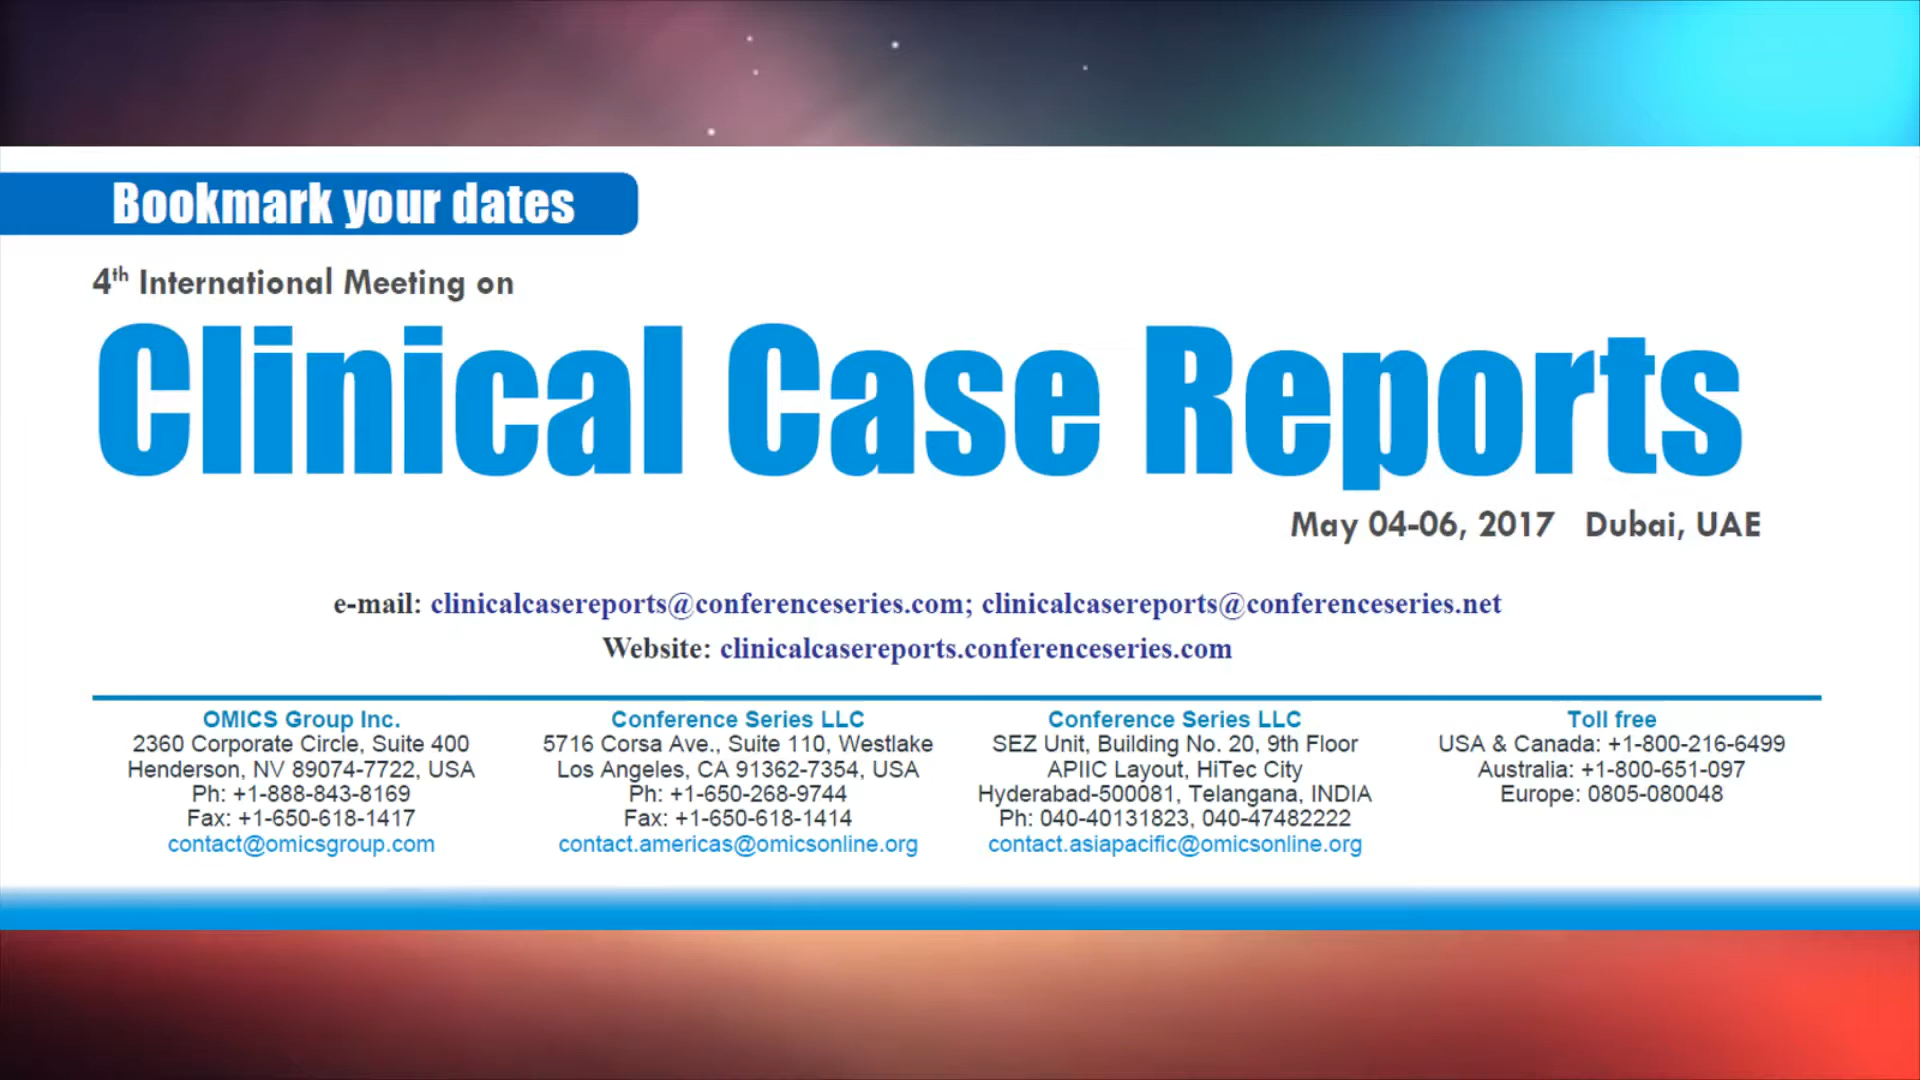 Bookmark your dates
4th International Meeting on
Clinical Case Reports
May 04-06, 2017 Dubai, UAE
e-mail: clinicalcasereports@conferenceseries.com; clinicalcasereports@conferenceseries.net
Website: clinicalcasereports.conferenceseries.com
OMICS Group Inc.
2360 Corporate Circle, Suite 400
Henderson, NV 89074-7722, USA
Ph: +1-888-843-8169
Fax: +1-650-618-1417
contact@omicsgroup.com
Conference Series LLC
5716 Corsa Ave., Suite 110, Westlake
Los Angeles, CA 91362-7354, USA
Ph: +1-650-268-9744
Fax: +1-650-618-1414
contact.americas@omicsonline.org
Conference Series LLC
SEZ Unit, Building No. 20, 9th Floor
APIIC Layout, HiTec City
Hyderabad-500081, Telangana, INDIA
Ph: 040-40131823, 040-47482222
contact.asiapacific@omicsonline.org
Toll free
USA & Canada: +1-800-216-6499
Australia: +1-800-651-097
Europe: 0805-080048